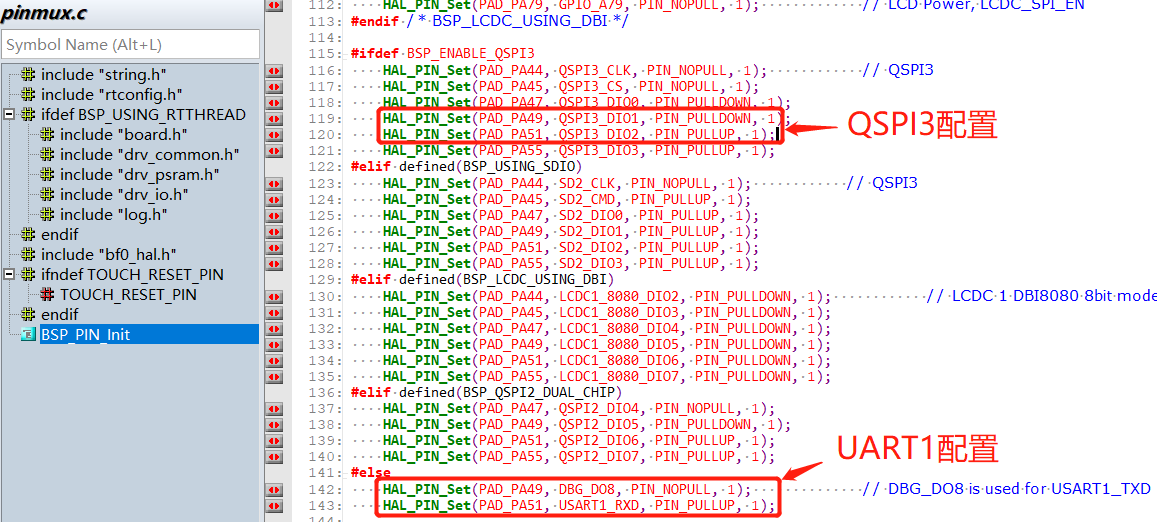 pinmux.c
Symbol Name (Alt+L)
include "string.h"
include "rtconfig.h"
ifdef BSP_USING_RTTHREAD
include "board.h"
include "drv_common.h"
include "drv_psram.h"
include "drv_io.h"
include "log.h"
endif
include "bf0_hal.h"
ifndef TOUCH_RESET_PIN
TOUCH_RESET_PIN
endif
BSP_PIN_Init
112: HAL_PIN_Set(PAD_PA79, GPIO_A79, PIN_NOPULL, 1); // LCD Power, LCDC_SPI_EN
113: #endif /* BSP_LCDC_USING_DBI */
114:
115: #ifdef BSP_ENABLE_QSPI3
116: HAL_PIN_Set(PAD_PA44, QSPI3_CLK, PIN_NOPULL, 1); // QSPI3
117: HAL_PIN_Set(PAD_PA45, QSPI3_CS, PIN_NOPULL, 1);
118: HAL_PIN_Set(PAD_PA47, QSPI3_DIO0, PIN_PULLDOWN, 1);
119: HAL_PIN_Set(PAD_PA49, QSPI3_DIO1, PIN_PULLDOWN, 1);
120: HAL_PIN_Set(PAD_PA51, QSPI3_DIO2, PIN_PULLUP, 1);
QSPI3配置
121: HAL_PIN_Set(PAD_PA55, QSPI3_DIO3, PIN_PULLUP, 1);
122: #elif defined(BSP_USING_SDIO)
123: HAL_PIN_Set(PAD_PA44, SD2_CLK, PIN_NOPULL, 1); // QSPI3
124: HAL_PIN_Set(PAD_PA45, SD2_CMD, PIN_PULLUP, 1);
125: HAL_PIN_Set(PAD_PA47, SD2_DIO0, PIN_PULLUP, 1);
126: HAL_PIN_Set(PAD_PA49, SD2_DIO1, PIN_PULLUP, 1);
127: HAL_PIN_Set(PAD_PA51, SD2_DIO2, PIN_PULLUP, 1);
128: HAL_PIN_Set(PAD_PA55, SD2_DIO3, PIN_PULLUP, 1);
129: #elif defined(BSP_LCDC_USING_DBI)
130: HAL_PIN_Set(PAD_PA44, LCDC1_8080_DIO2, PIN_PULLDOWN, 1); // LCDC 1 DBI8080 8bit mode
131: HAL_PIN_Set(PAD_PA45, LCDC1_8080_DIO3, PIN_PULLDOWN, 1);
132: HAL_PIN_Set(PAD_PA47, LCDC1_8080_DIO4, PIN_PULLDOWN, 1);
133: HAL_PIN_Set(PAD_PA49, LCDC1_8080_DIO5, PIN_PULLDOWN, 1);
134: HAL_PIN_Set(PAD_PA51, LCDC1_8080_DIO6, PIN_PULLDOWN, 1);
135: HAL_PIN_Set(PAD_PA55, LCDC1_8080_DIO7, PIN_PULLDOWN, 1);
136: #elif defined(BSP_QSPI2_DUAL_CHIP)
137: HAL_PIN_Set(PAD_PA47, QSPI2_DIO4, PIN_NOPULL, 1);
138: HAL_PIN_Set(PAD_PA49, QSPI2_DIO5, PIN_PULLDOWN, 1);
139: HAL_PIN_Set(PAD_PA51, QSPI2_DIO6, PIN_PULLUP, 1);
140: HAL_PIN_Set(PAD_PA55, QSPI2_DIO7, PIN_PULLUP, 1);
UART1配置
141: #else
142: HAL_PIN_Set(PAD_PA49, DBG_DO8, PIN_NOPULL, 1); // DBG_DO8 is used for USART1_TXD
143: HAL_PIN_Set(PAD_PA51, USART1_RXD, PIN_PULLUP, 1);
144: